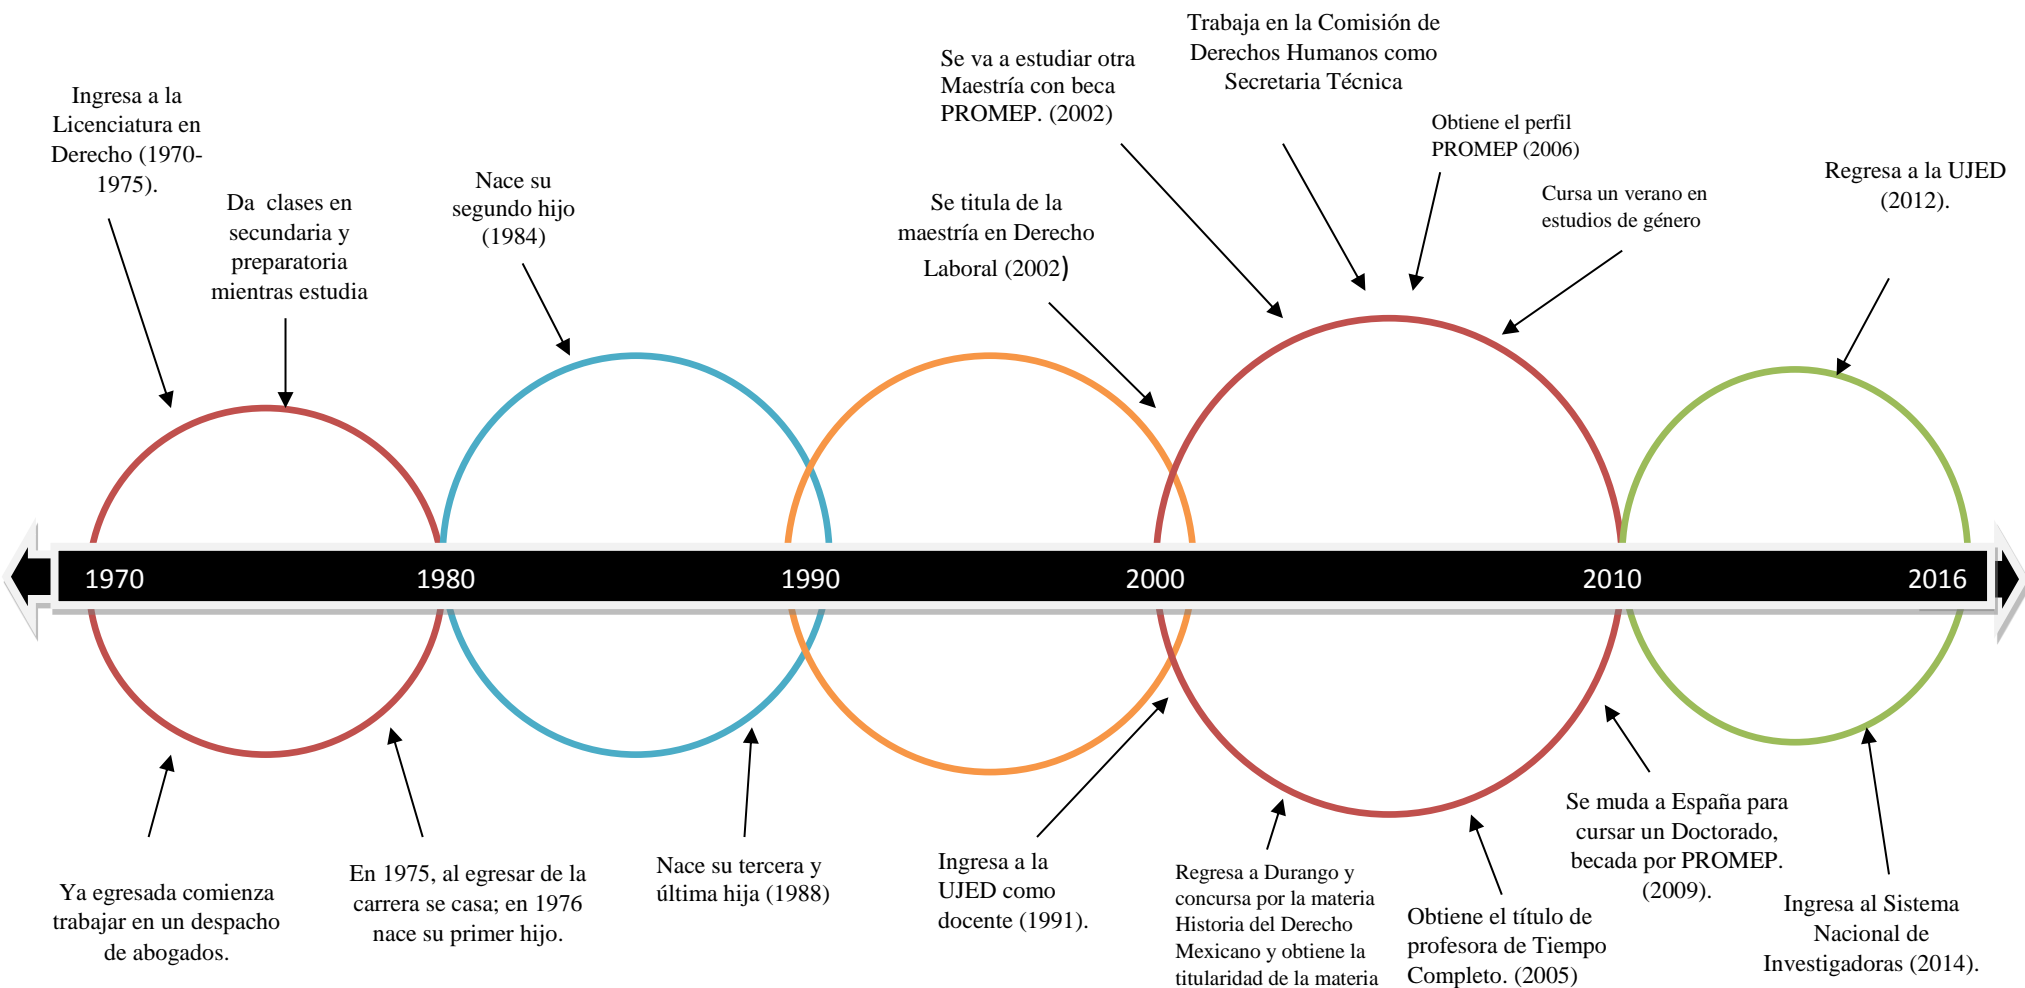 Ingresa a la
Licenciatura en
Derecho (1970-
1975).
Da  clases en
secundaria y
preparatoria
mientras estudia
Nace su
segundo hijo
(1984)
Se titula de la
maestría en Derecho
Laboral (2002)
Se va a estudiar otra
Maestría con beca
PROMEP. (2002)
Trabaja en la Comisión de
Derechos Humanos como
Secretaria Técnica
Obtiene el perfil
PROMEP (2006)
Cursa un verano en
estudios de género
Regresa a la UJED
(2012).
1970
1980
1990
2000
2010
2016
Ya egresada comienza
trabajar en un despacho
de abogados.
En 1975, al egresar de la
carrera se casa; en 1976
nace su primer hijo.
Nace su tercera y
última hija (1988)
Ingresa a la
UJED como
docente (1991).
Regresa a Durango y
concursa por la materia
Historia del Derecho
Mexicano y obtiene la
titularidad de la materia
Obtiene el título de
profesora de Tiempo
Completo. (2005)
Se muda a España para
cursar un Doctorado,
becada por PROMEP.
(2009).
Ingresa al Sistema
Nacional de
Investigadoras (2014).